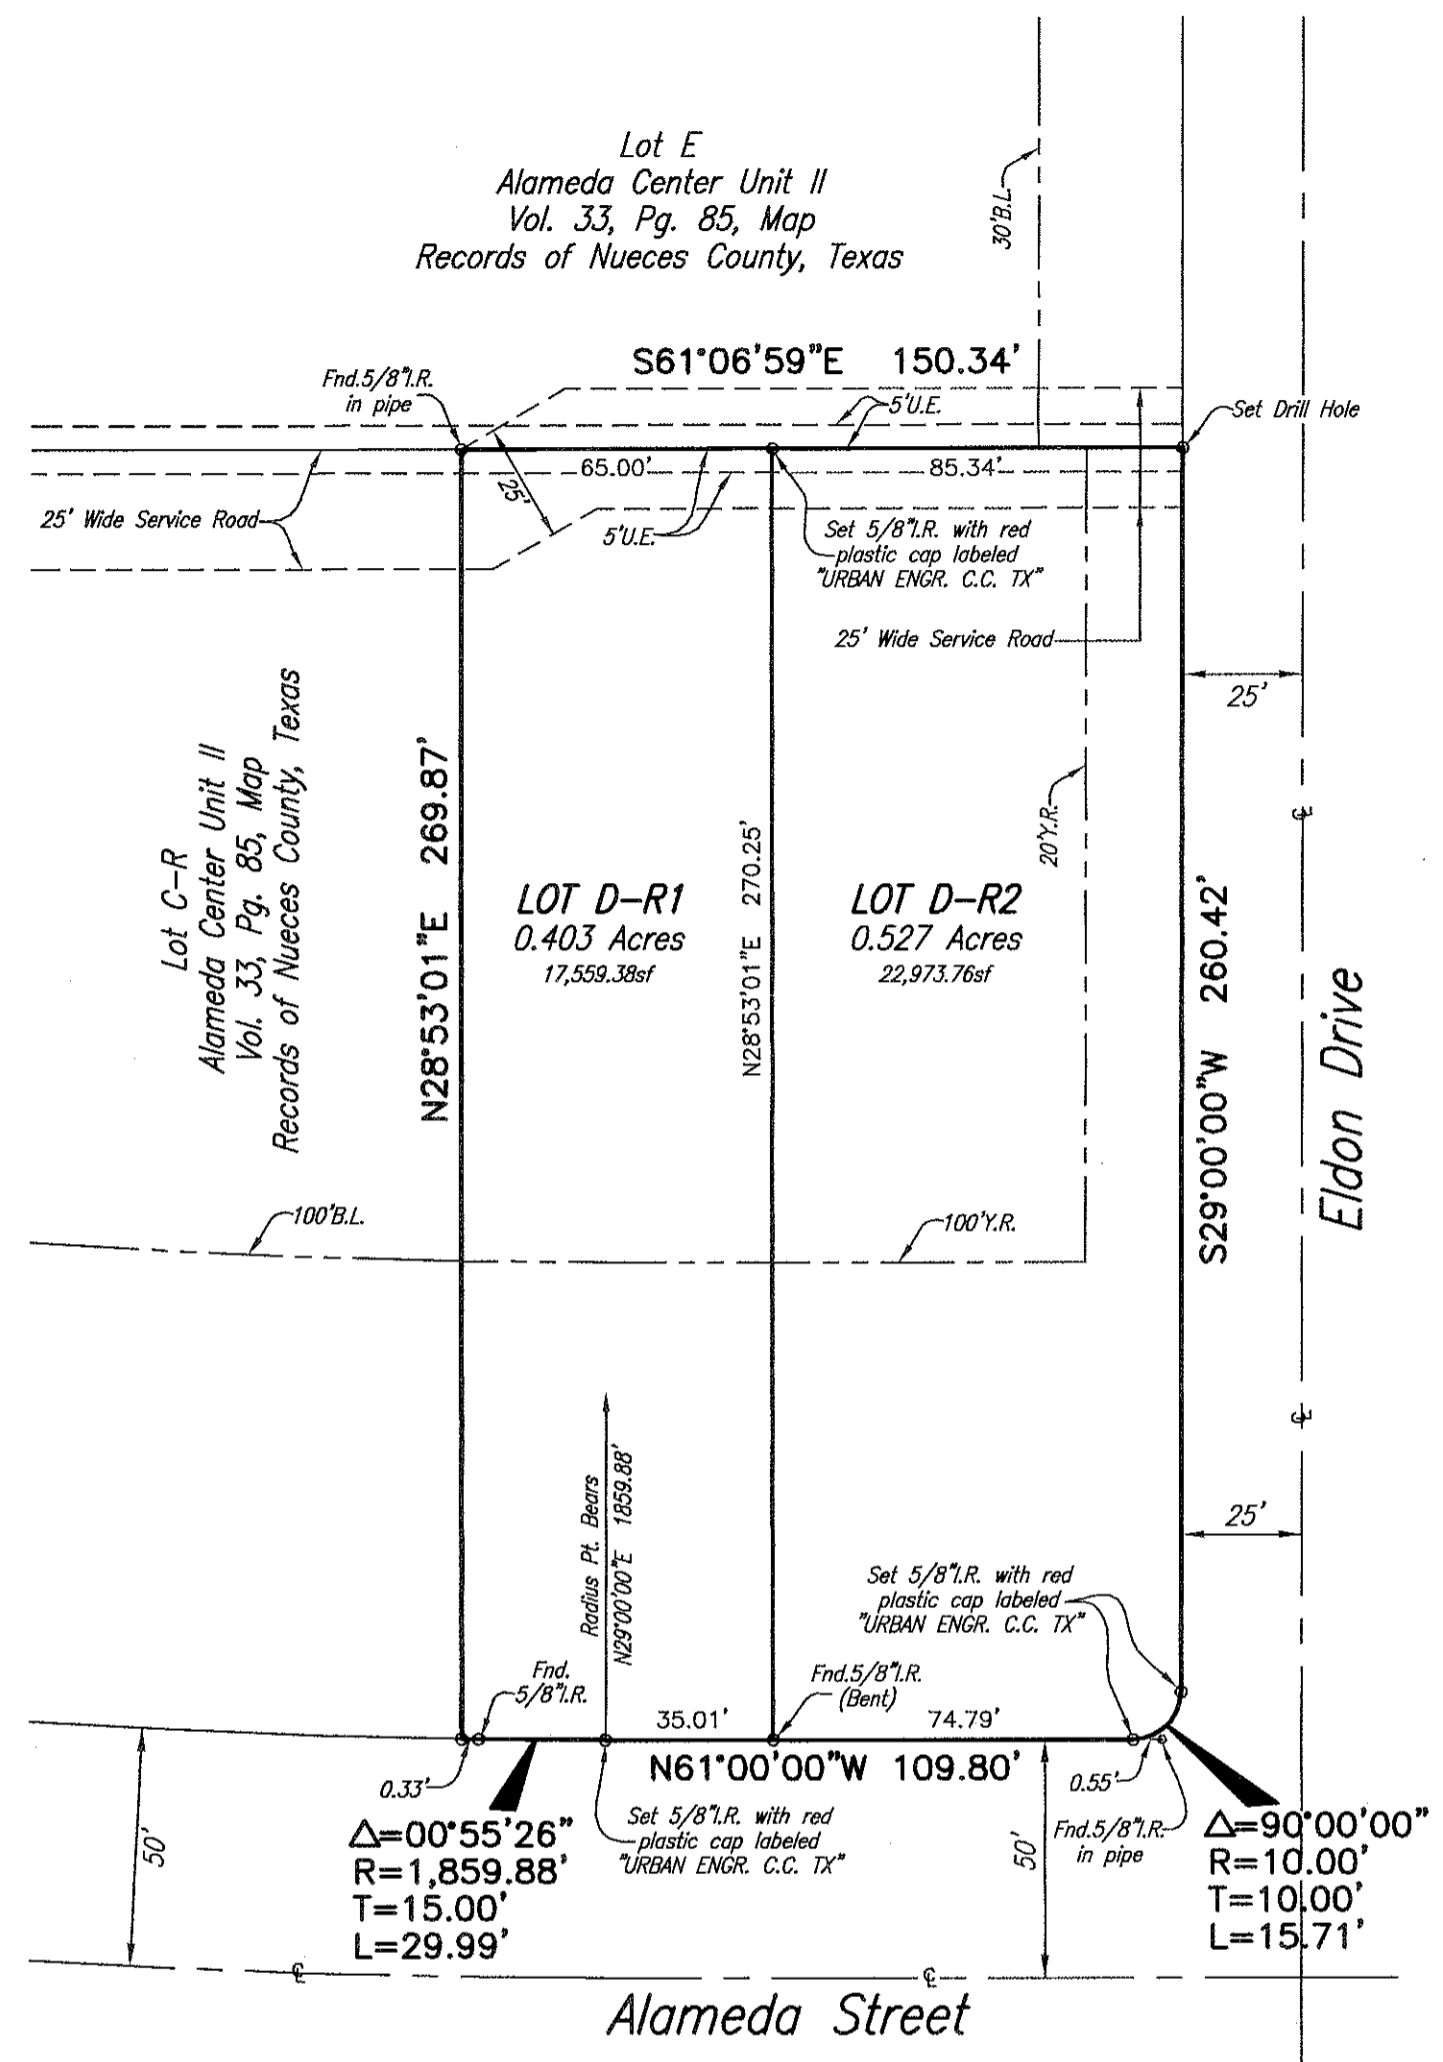 Lot E
Alameda Center Unit II
Vol. 33, Pg. 85, Map
Records of Nueces County, Texas
30'B.L.
S61°06'59"E 150.34'
Fnd.5/8"I.R.
in pipe
5'U.E.
Set Drill Hole
65.00'
85.34'
25'
25' Wide Service Road
5'U.E.
Set 5/8"I.R. with red
plastic cap labeled
"URBAN ENGR. C.C. TX"
25' Wide Service Road
25'
Lot C-R
Alameda Center Unit II
Vol. 33, Pg. 85, Map
Records of Nueces County, Texas
N28°53'01"E 269.87'
LOT D-R1
0.403 Acres
17,559.38sf
N28°53'01"E 270.25'
LOT D-R2
0.527 Acres
22,973.76sf
20'Y.R.
S29°00'00"W 260.42'
Eldon Drive
100'B.L.
100'Y.R.
Radius Pt. Bears
N29°00'00"E 1859.88'
25'
Set 5/8"I.R. with red
plastic cap labeled
"URBAN ENGR. C.C. TX"
Fnd.
5/8"I.R.
Fnd.5/8"I.R.
(Bent)
35.01'
74.79'
N61°00'00"W 109.80'
0.33'
0.55'
50'
Δ=00°55'26"
R=1,859.88'
T=15.00'
L=29.99'
Set 5/8"I.R. with red
plastic cap labeled
"URBAN ENGR. C.C. TX"
50'
Fnd.5/8"I.R.
in pipe
Δ=90°00'00"
R=10.00'
T=10.00'
L=15.71'
Alameda Street